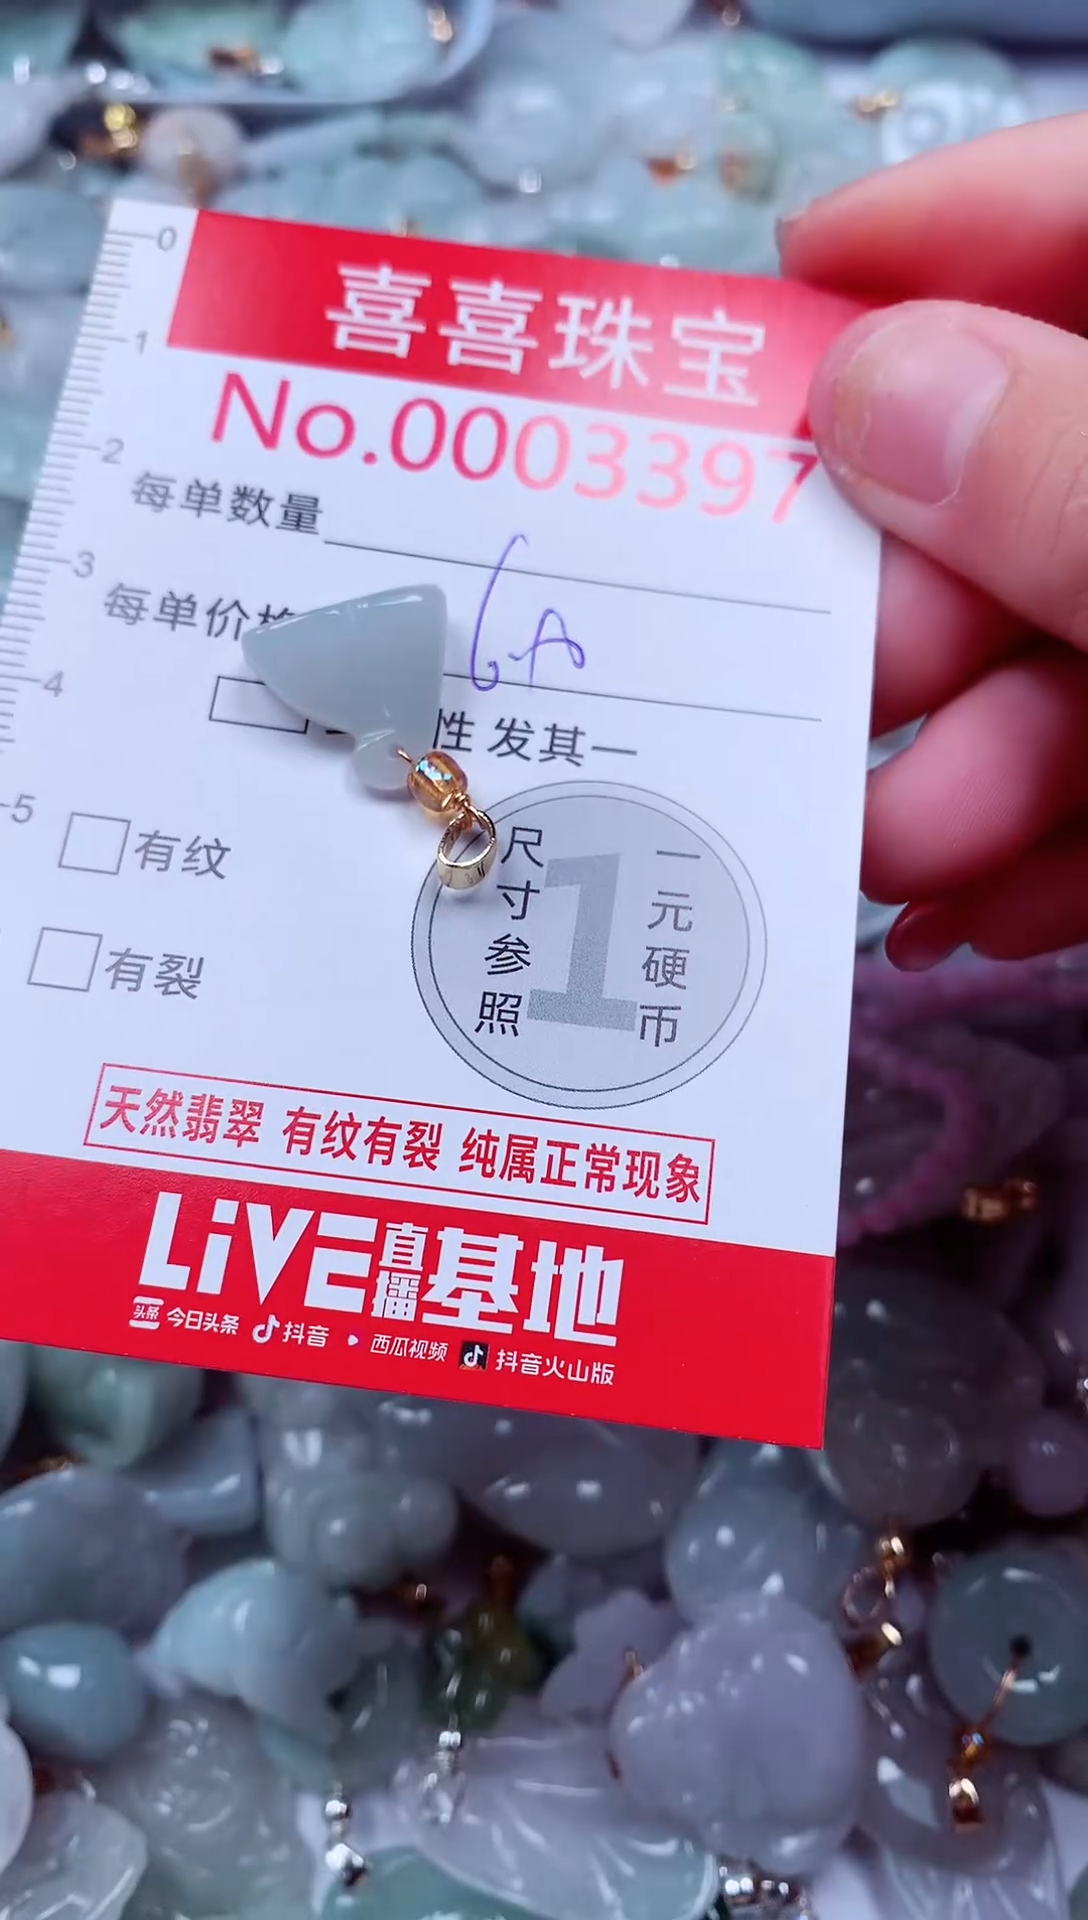 喜喜珠宝
No.0003397
每单数量
每单价格
性 发其一
有纹
有裂
尺寸参照
1
一元硬币
天然翡翠 有纹有裂 纯属正常现象
LiVE直播基地
头条 今日头条 抖音 西瓜视频 抖音火山版
0
1
2
3
4
5